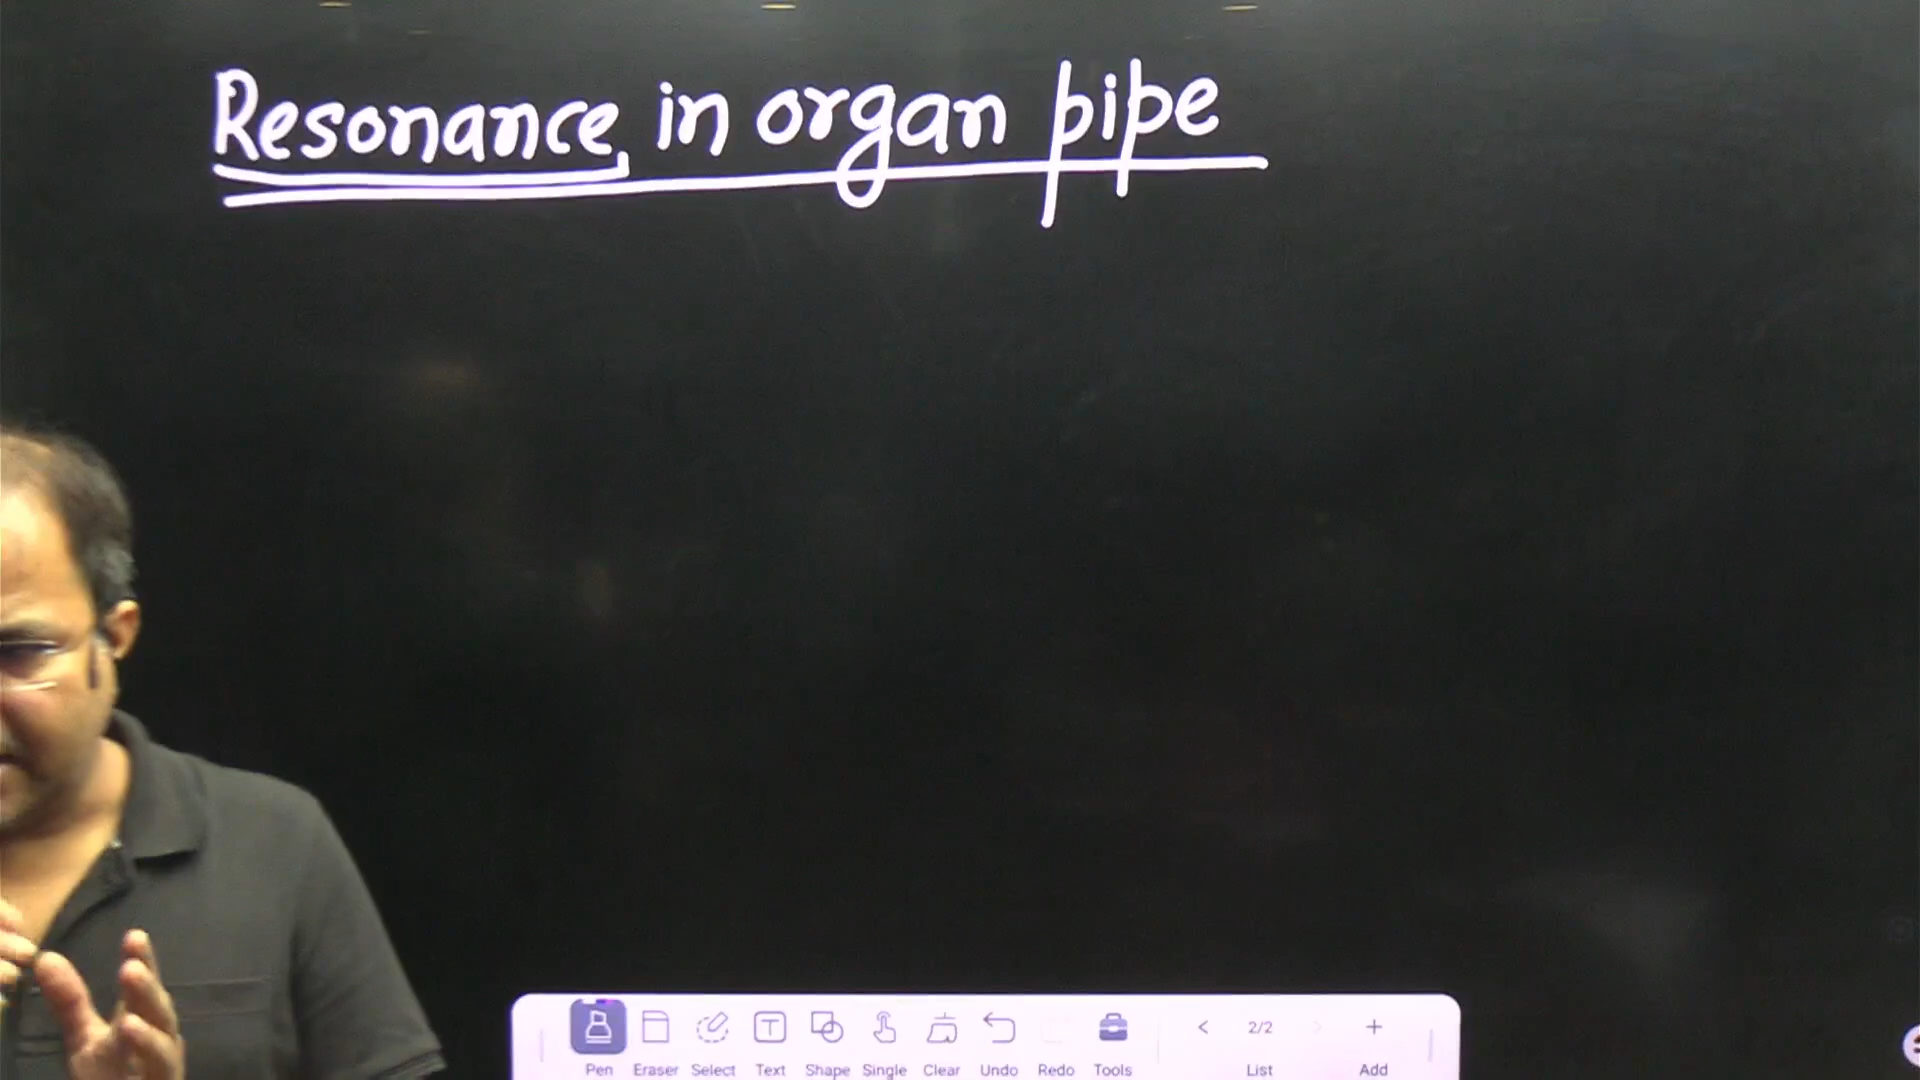 Resonance in organ pipe
Pen Eraser Select Text Shape Single Clear Undo Redo Tools
< 2/2 > +
List Add